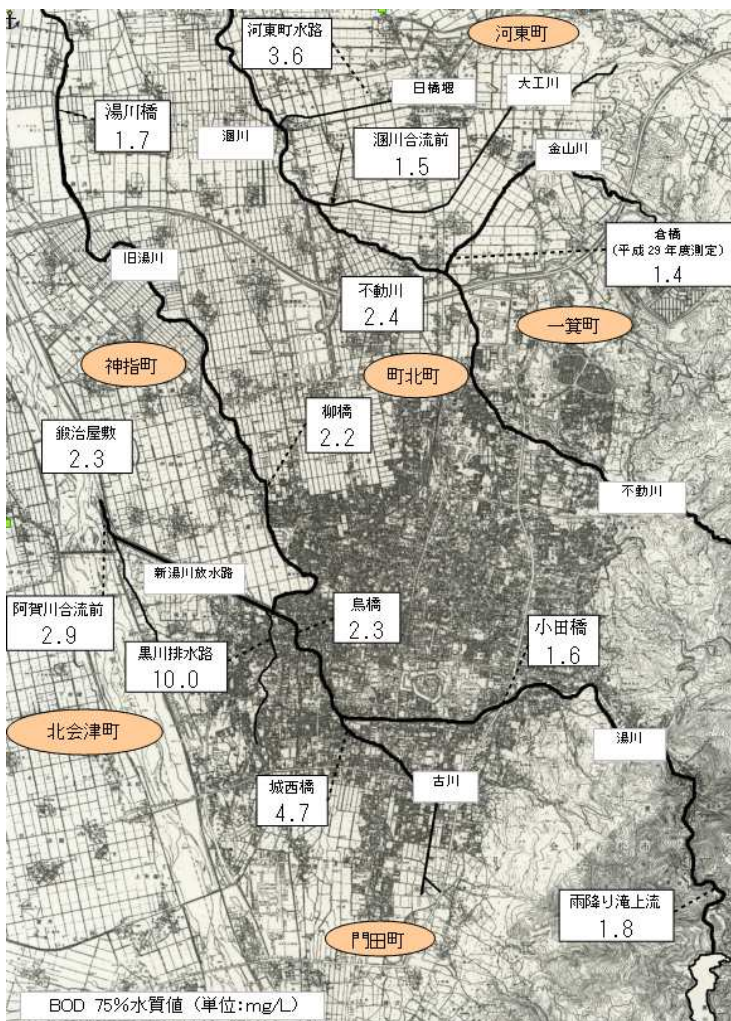 河東町水路
3.6
河東町
湯川橋
1.7
日橋堰
大工川
溷川
溷川合流前
1.5
金山川
倉橋
(平成29年度測定)
1.4
旧湯川
不動川
2.4
一箕町
神指町
町北町
柳橋
2.2
鍛冶屋敷
2.3
不動川
新湯川放水路
阿賀川合流前
2.9
鳥橋
2.3
小田橋
1.6
黒川排水路
10.0
北会津町
湯川
城西橋
4.7
古川
雨降り滝上流
1.8
門田町
BOD 75%水質値 (単位:mg/L)